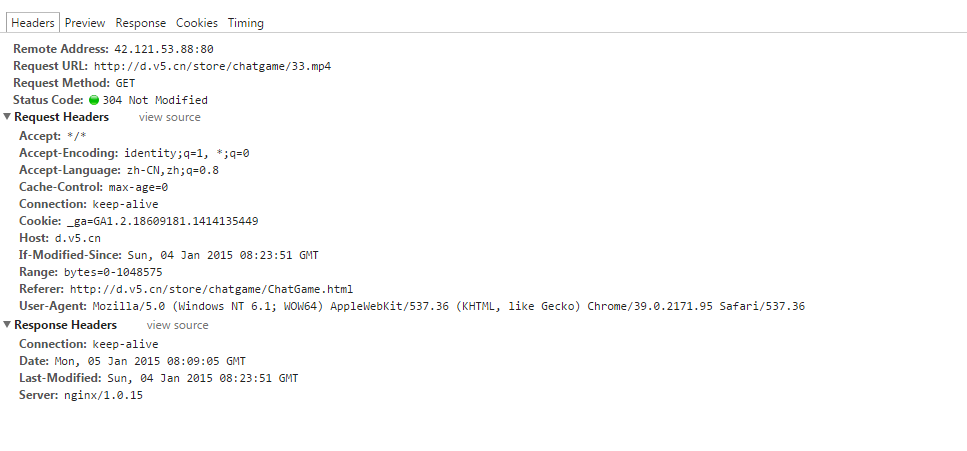 Headers Preview Response Cookies Timing
Remote Address: 42.121.53.88:80
Request URL: http://d.v5.cn/store/chatgame/33.mp4
Request Method: GET
Status Code: 304 Not Modified
Request Headers view source
Accept: */*
Accept-Encoding: identity;q=1, *;q=0
Accept-Language: zh-CN,zh;q=0.8
Cache-Control: max-age=0
Connection: keep-alive
Cookie: _ga=GA1.2.18609181.1414135449
Host: d.v5.cn
If-Modified-Since: Sun, 04 Jan 2015 08:23:51 GMT
Range: bytes=0-1048575
Referer: http://d.v5.cn/store/chatgame/ChatGame.html
User-Agent: Mozilla/5.0 (Windows NT 6.1; WOW64) AppleWebKit/537.36 (KHTML, like Gecko) Chrome/39.0.2171.95 Safari/537.36
Response Headers view source
Connection: keep-alive
Date: Mon, 05 Jan 2015 08:09:05 GMT
Last-Modified: Sun, 04 Jan 2015 08:23:51 GMT
Server: nginx/1.0.15